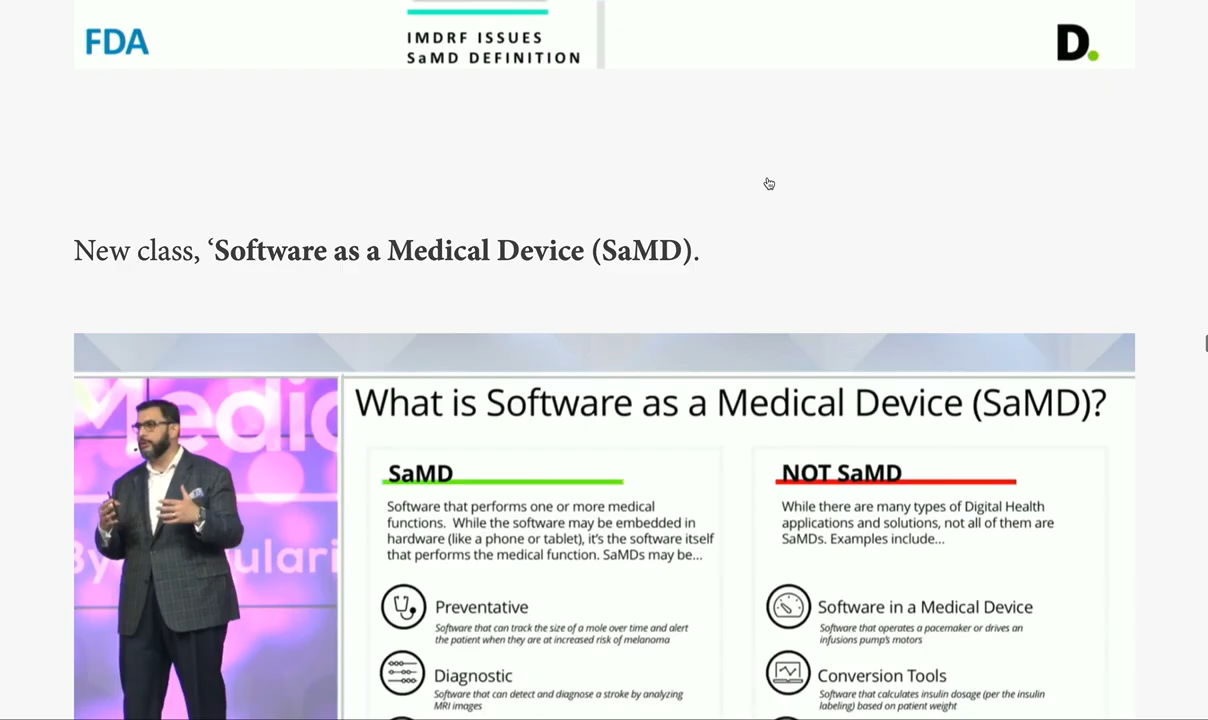 FDA
IMDRF ISSUES
SaMD DEFINITION
D.
New class, ‘Software as a Medical Device (SaMD).
Medic
By
ulari
What is Software as a Medical Device (SaMD)?
SaMD
Software that performs one or more medical
functions. While the software may be embedded in
hardware (like a phone or tablet), it's the software itself
that performs the medical function. SaMDs may be...
Preventative
Software that can track the size of a mole over time and alert
the patient when they are at increased risk of melanoma
Diagnostic
Software that can detect and diagnose a stroke by analyzing
MRI images
NOT SaMD
While there are many types of Digital Health
applications and solutions, not all of them are
SaMDs. Examples include...
Software in a Medical Device
Software that operates a pacemaker or drives an
infusions pump's motors
Conversion Tools
Software that calculates insulin dosage (per the insulin
labeling) based on patient weight